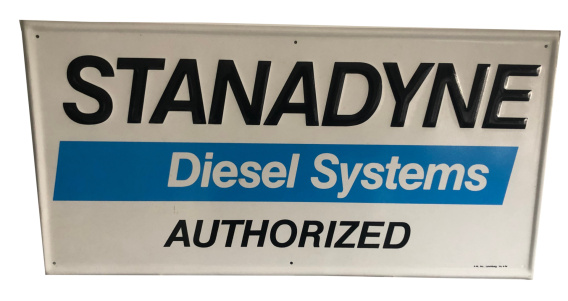 STANADYNE
Diesel Systems
AUTHORIZED